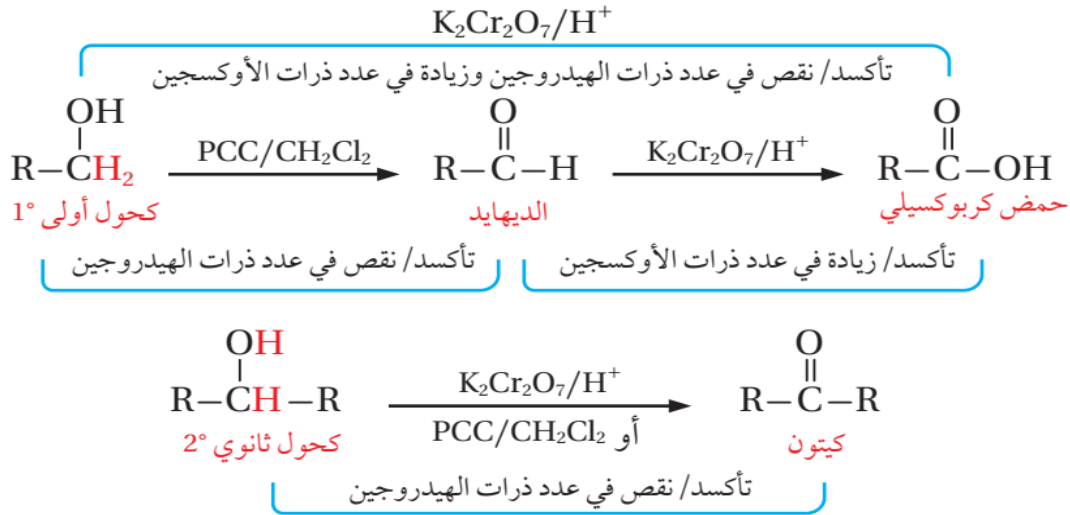 K₂Cr₂O₇/H⁺
تأكسد/ نقص في عدد ذرات الهيدروجين وزيادة في عدد ذرات الأوكسجين
OH O O
R–CH₂ PCC/CH₂Cl₂ R–C–H K₂Cr₂O₇/H⁺ R–C–OH
كحول أولى 1° الديهايد حمض كربوكسيلي
تأكسد/ نقص في عدد ذرات الهيدروجين تأكسد/ زيادة في عدد ذرات الأوكسجين
OH O
R–CH–R K₂Cr₂O₇/H⁺ R–C–R
أو PCC/CH₂Cl₂
كحول ثانوي 2° كيتون
تأكسد/ نقص في عدد ذرات الهيدروجين